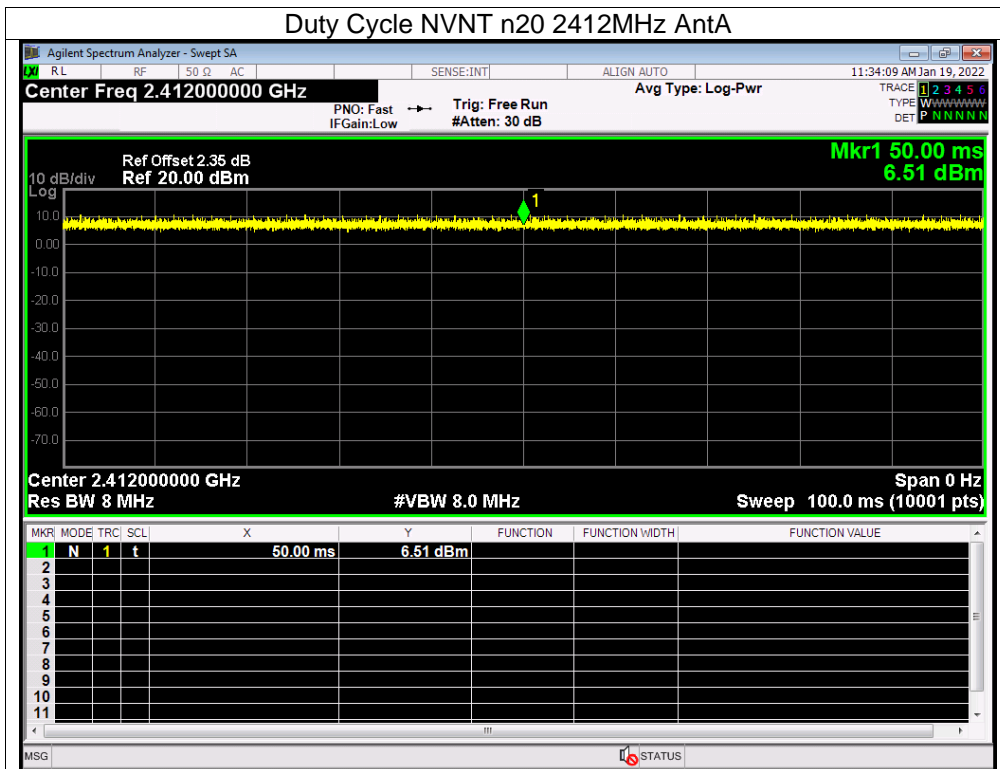 Duty Cycle NVNT n20 2412MHz AntA
Agilent Spectrum Analyzer - Swept SA
LXI RL RF 50 Ω AC SENSE:INT ALIGN AUTO 11:34:09 AM Jan 19, 2022
Center Freq 2.412000000 GHz Avg Type: Log-Pwr TRACE 1 2 3 4 5 6
PNO: Fast Trig: Free Run TYPE WWWWWWW
IFGain:Low #Atten: 30 dB DET P N N N N N
Mkr1 50.00 ms
Ref Offset 2.35 dB
10 dB/div Ref 20.00 dBm 6.51 dBm
Log
1
10.0
0.00
-10.0
-20.0
-30.0
-40.0
-50.0
-60.0
-70.0
Center 2.412000000 GHz Span 0 Hz
Res BW 8 MHz #VBW 8.0 MHz Sweep 100.0 ms (10001 pts)
MKR MODE TRC SCL X Y FUNCTION FUNCTION WIDTH FUNCTION VALUE
1 N 1 t 50.00 ms 6.51 dBm
2
3
4
5
6
7
8
9
10
11
MSG STATUS